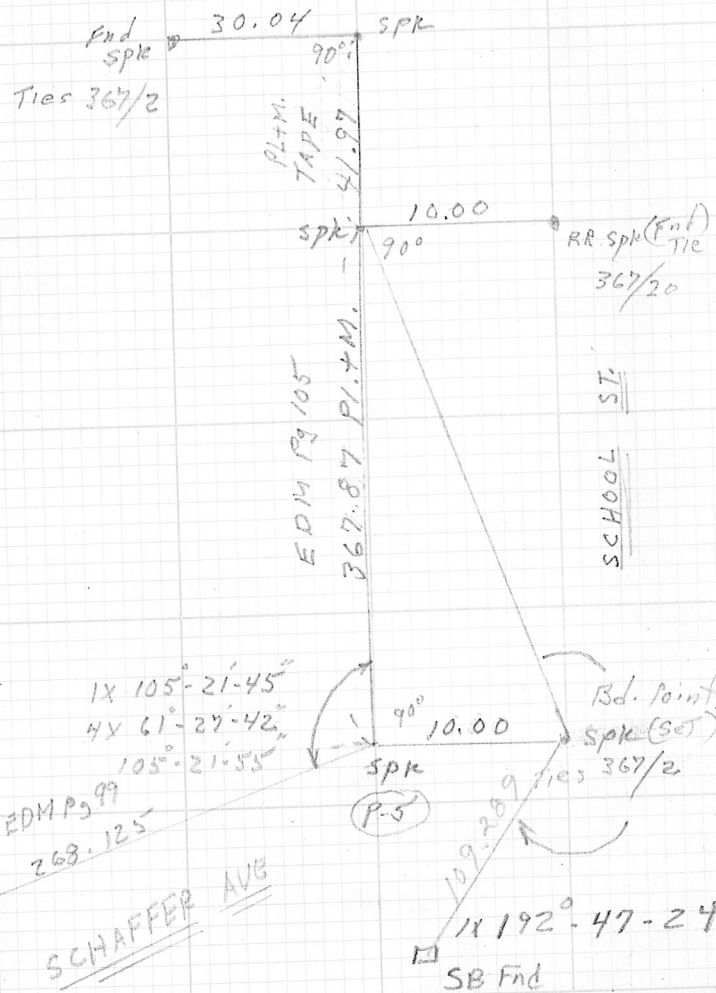 30.04
Fnd
spk
spk
90°
Ties 367/2
PL+M.
TAPE
41.97
10.00
spk
90°
RR. spk (Fnd)
Tie
367/20
EDM Pg 105
367.87 Pl.+M.
SCHOOL ST.
1X 105°-21'-45"
4X 61°-27'-42"
105°-21'-55"
90°
10.00
Bd. Point
spk (SET)
Ties 367/2
spk
P-5
EDM Pg 99
268.125
109.289
SCHAFFER AVE
1X 192°-47-24
SB Fnd